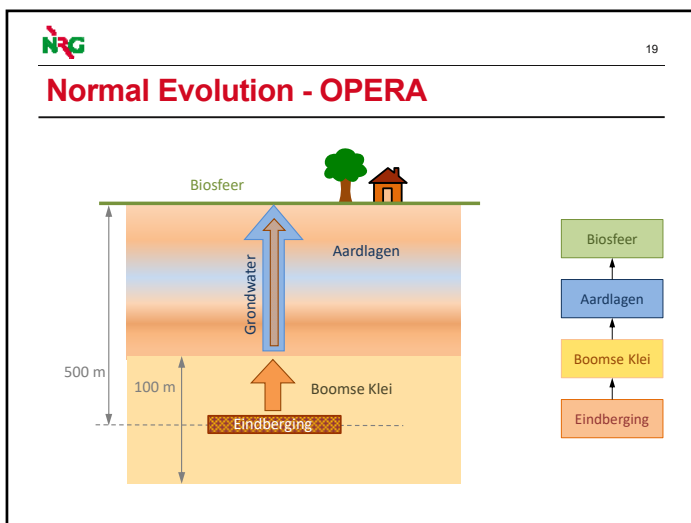 NRG
19
Normal Evolution - OPERA
Biosfeer
Grondwater
Aardlagen
500 m
100 m
Boomse Klei
Eindberging
Biosfeer
Aardlagen
Boomse Klei
Eindberging